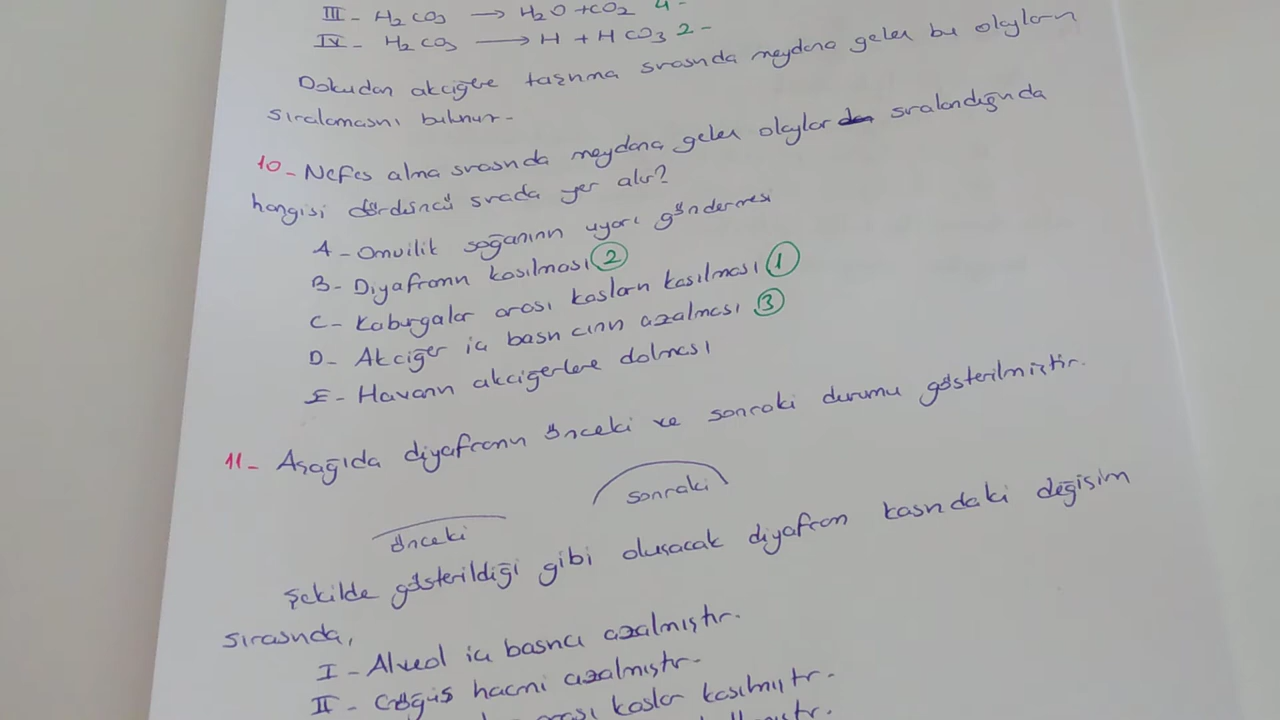 III - H2CO3 → H2O + CO2 4-
IV - H2CO3 → H + HCO3 2-
Dokudan akciğere taşınma sırasında meydana gelen bu olayların
sıralamasını bulunuz.
10- Nefes alma sırasında meydana gelen olaylar sıralandığında
hangisi dördüncü sırada yer alır?
A - Omurilik soğanının uyarı göndermesi
B - Diyaframın kasılması 2
C - Kaburgalar arası kasların kasılması 1
D - Akciğer iç basıncının azalması 3
E - Havanın akciğerlere dolması
11- Aşağıda diyaframın önceki ve sonraki durumu gösterilmiştir.
önceki sonraki
Şekilde gösterildiği gibi oluşacak diyafram kasındaki değişim
sırasında,
I - Alveol içi basıncı azalmıştır.
II - Göğüs hacmi azalmıştır.
arası kaslar kasılmıştır.